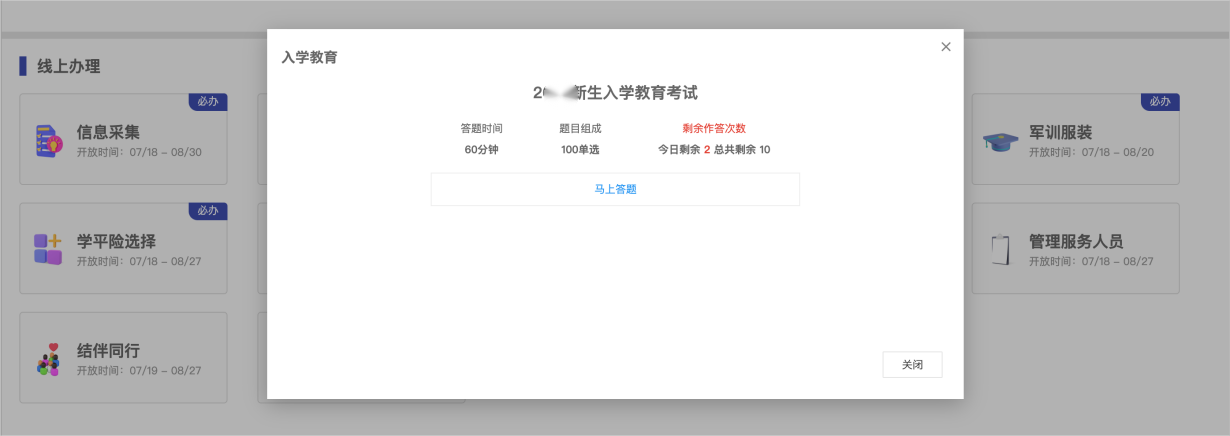 入学教育
新生入学教育考试
答题时间 题目组成 剩余作答次数
60分钟 100单选 今日剩余 2 总共剩余 10
马上答题
关闭
线上办理
必办
信息采集
开放时间：07/18 ~ 08/30
必办
军训服装
开放时间：07/18 ~ 08/20
必办
学平险选择
开放时间：07/18 ~ 08/27
管理服务人员
开放时间：07/18 ~ 08/27
结伴同行
开放时间：07/19 ~ 08/27